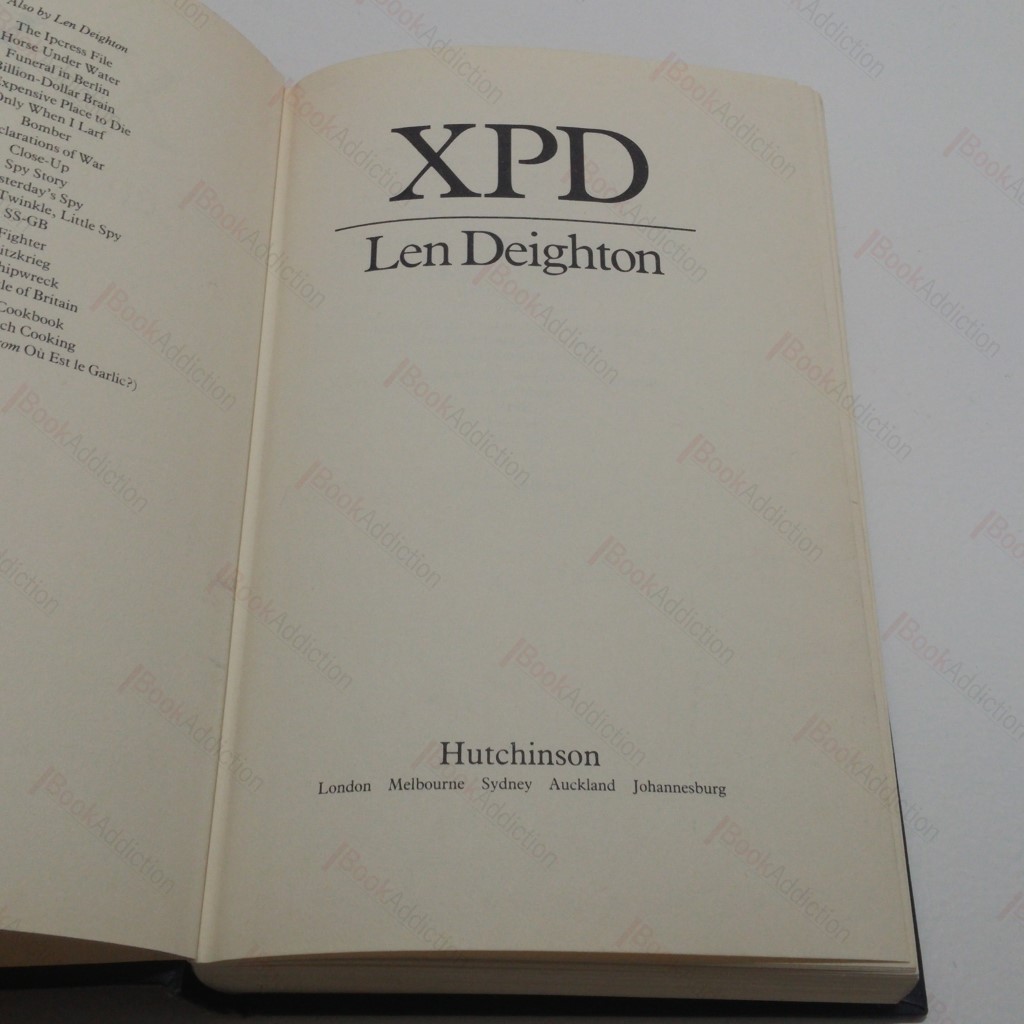 Also by Len Deighton
The Ipcress File
Horse Under Water
Funeral in Berlin
Billion-Dollar Brain
Expensive Place to Die
Only When I Larf
Bomber
clarations of War
Close-Up
Spy Story
sterday's Spy
Twinkle, Little Spy
SS-GB
Fighter
itzkrieg
hipwreck
le of Britain
Cookbook
ch Cooking
rom Où Est le Garlic?)
XPD
Len Deighton
Hutchinson
London Melbourne Sydney Auckland Johannesburg
BookAddiction